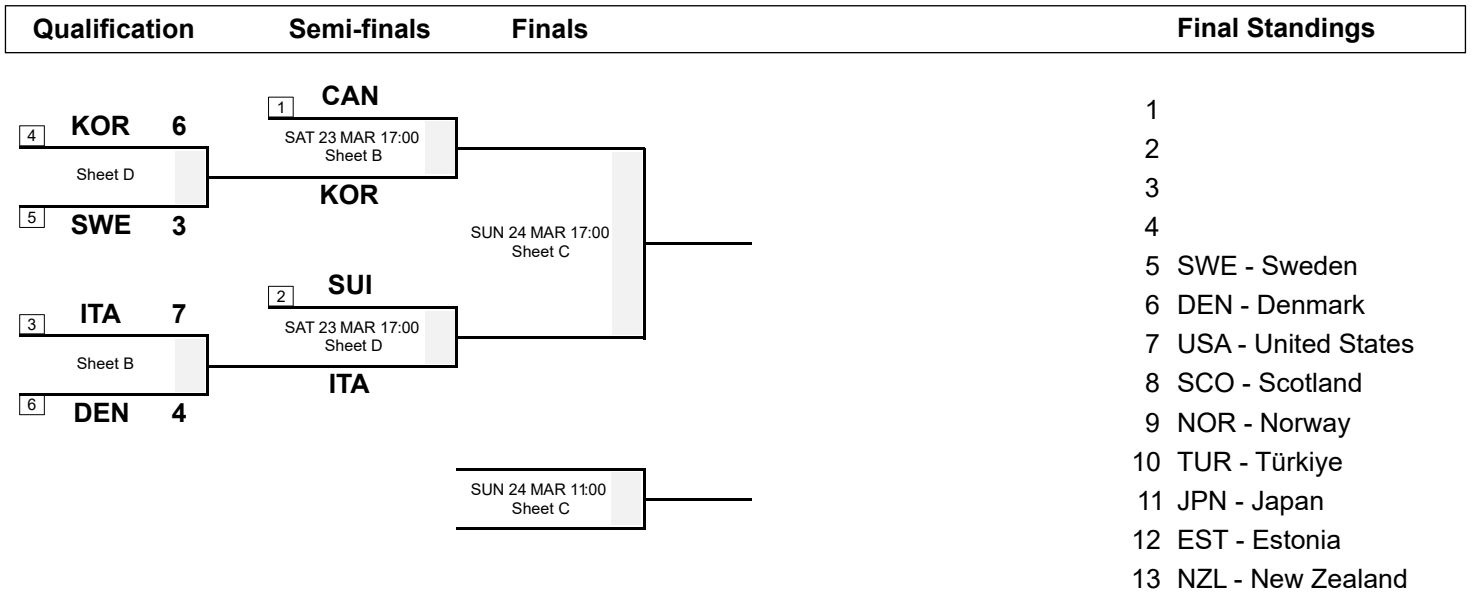 Qualification Semi-finals Finals Final Standings
1 CAN
4 KOR 6
SAT 23 MAR 17:00
Sheet B
Sheet D
KOR
5 SWE 3
SUN 24 MAR 17:00
Sheet C
2 SUI
3 ITA 7
SAT 23 MAR 17:00
Sheet D
Sheet B
ITA
6 DEN 4
SUN 24 MAR 11:00
Sheet C
1
2
3
4
5 SWE - Sweden
6 DEN - Denmark
7 USA - United States
8 SCO - Scotland
9 NOR - Norway
10 TUR - Türkiye
11 JPN - Japan
12 EST - Estonia
13 NZL - New Zealand